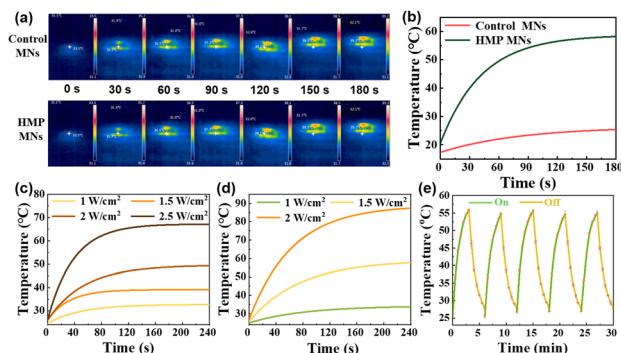 (a)
Control
MNs
0 s 30 s 60 s 90 s 120 s 150 s 180 s
HMP
MNs
(b)
Control MNs
HMP MNs
Temperature (°C)
60
50
40
30
20
0 30 60 90 120 150 180
Time (s)
(c)
1 W/cm² 1.5 W/cm²
2 W/cm² 2.5 W/cm²
Temperature (°C)
80
70
60
50
40
30
0 40 80 120 160 200 240
Time (s)
(d)
1 W/cm² 1.5 W/cm²
2 W/cm²
Temperature (°C)
90
80
70
60
50
40
30
0 40 80 120 160 200 240
Time (s)
(e)
On Off
Temperature (°C)
60
55
50
45
40
35
30
25
0 5 10 15 20 25 30
Time (min)